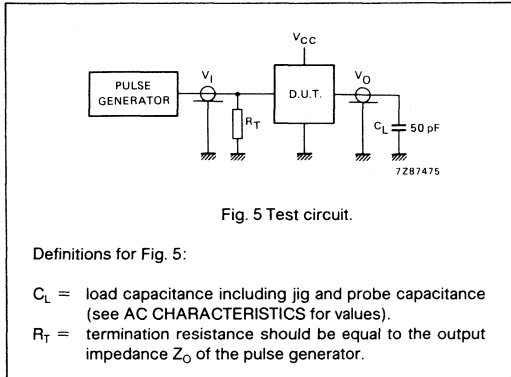 VCC
PULSE
GENERATOR
VI
RT
D.U.T.
VO
CL
50 pF
7Z87475
Fig. 5 Test circuit.
Definitions for Fig. 5:
CL = load capacitance including jig and probe capacitance
(see AC CHARACTERISTICS for values).
RT = termination resistance should be equal to the output
impedance ZO of the pulse generator.